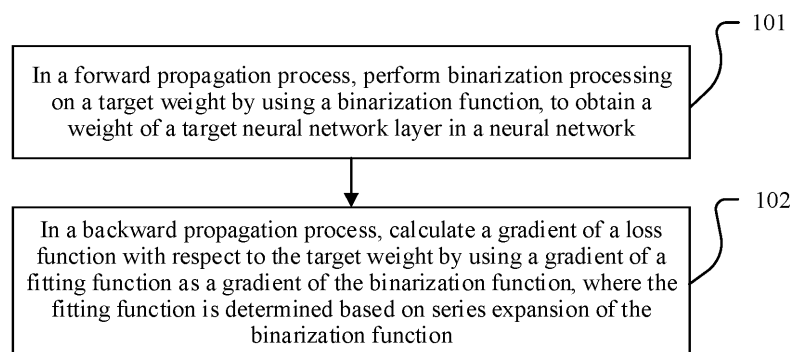 101
In a forward propagation process, perform binarization processing
on a target weight by using a binarization function, to obtain a
weight of a target neural network layer in a neural network
102
In a backward propagation process, calculate a gradient of a loss
function with respect to the target weight by using a gradient of a
fitting function as a gradient of the binarization function, where the
fitting function is determined based on series expansion of the
binarization function